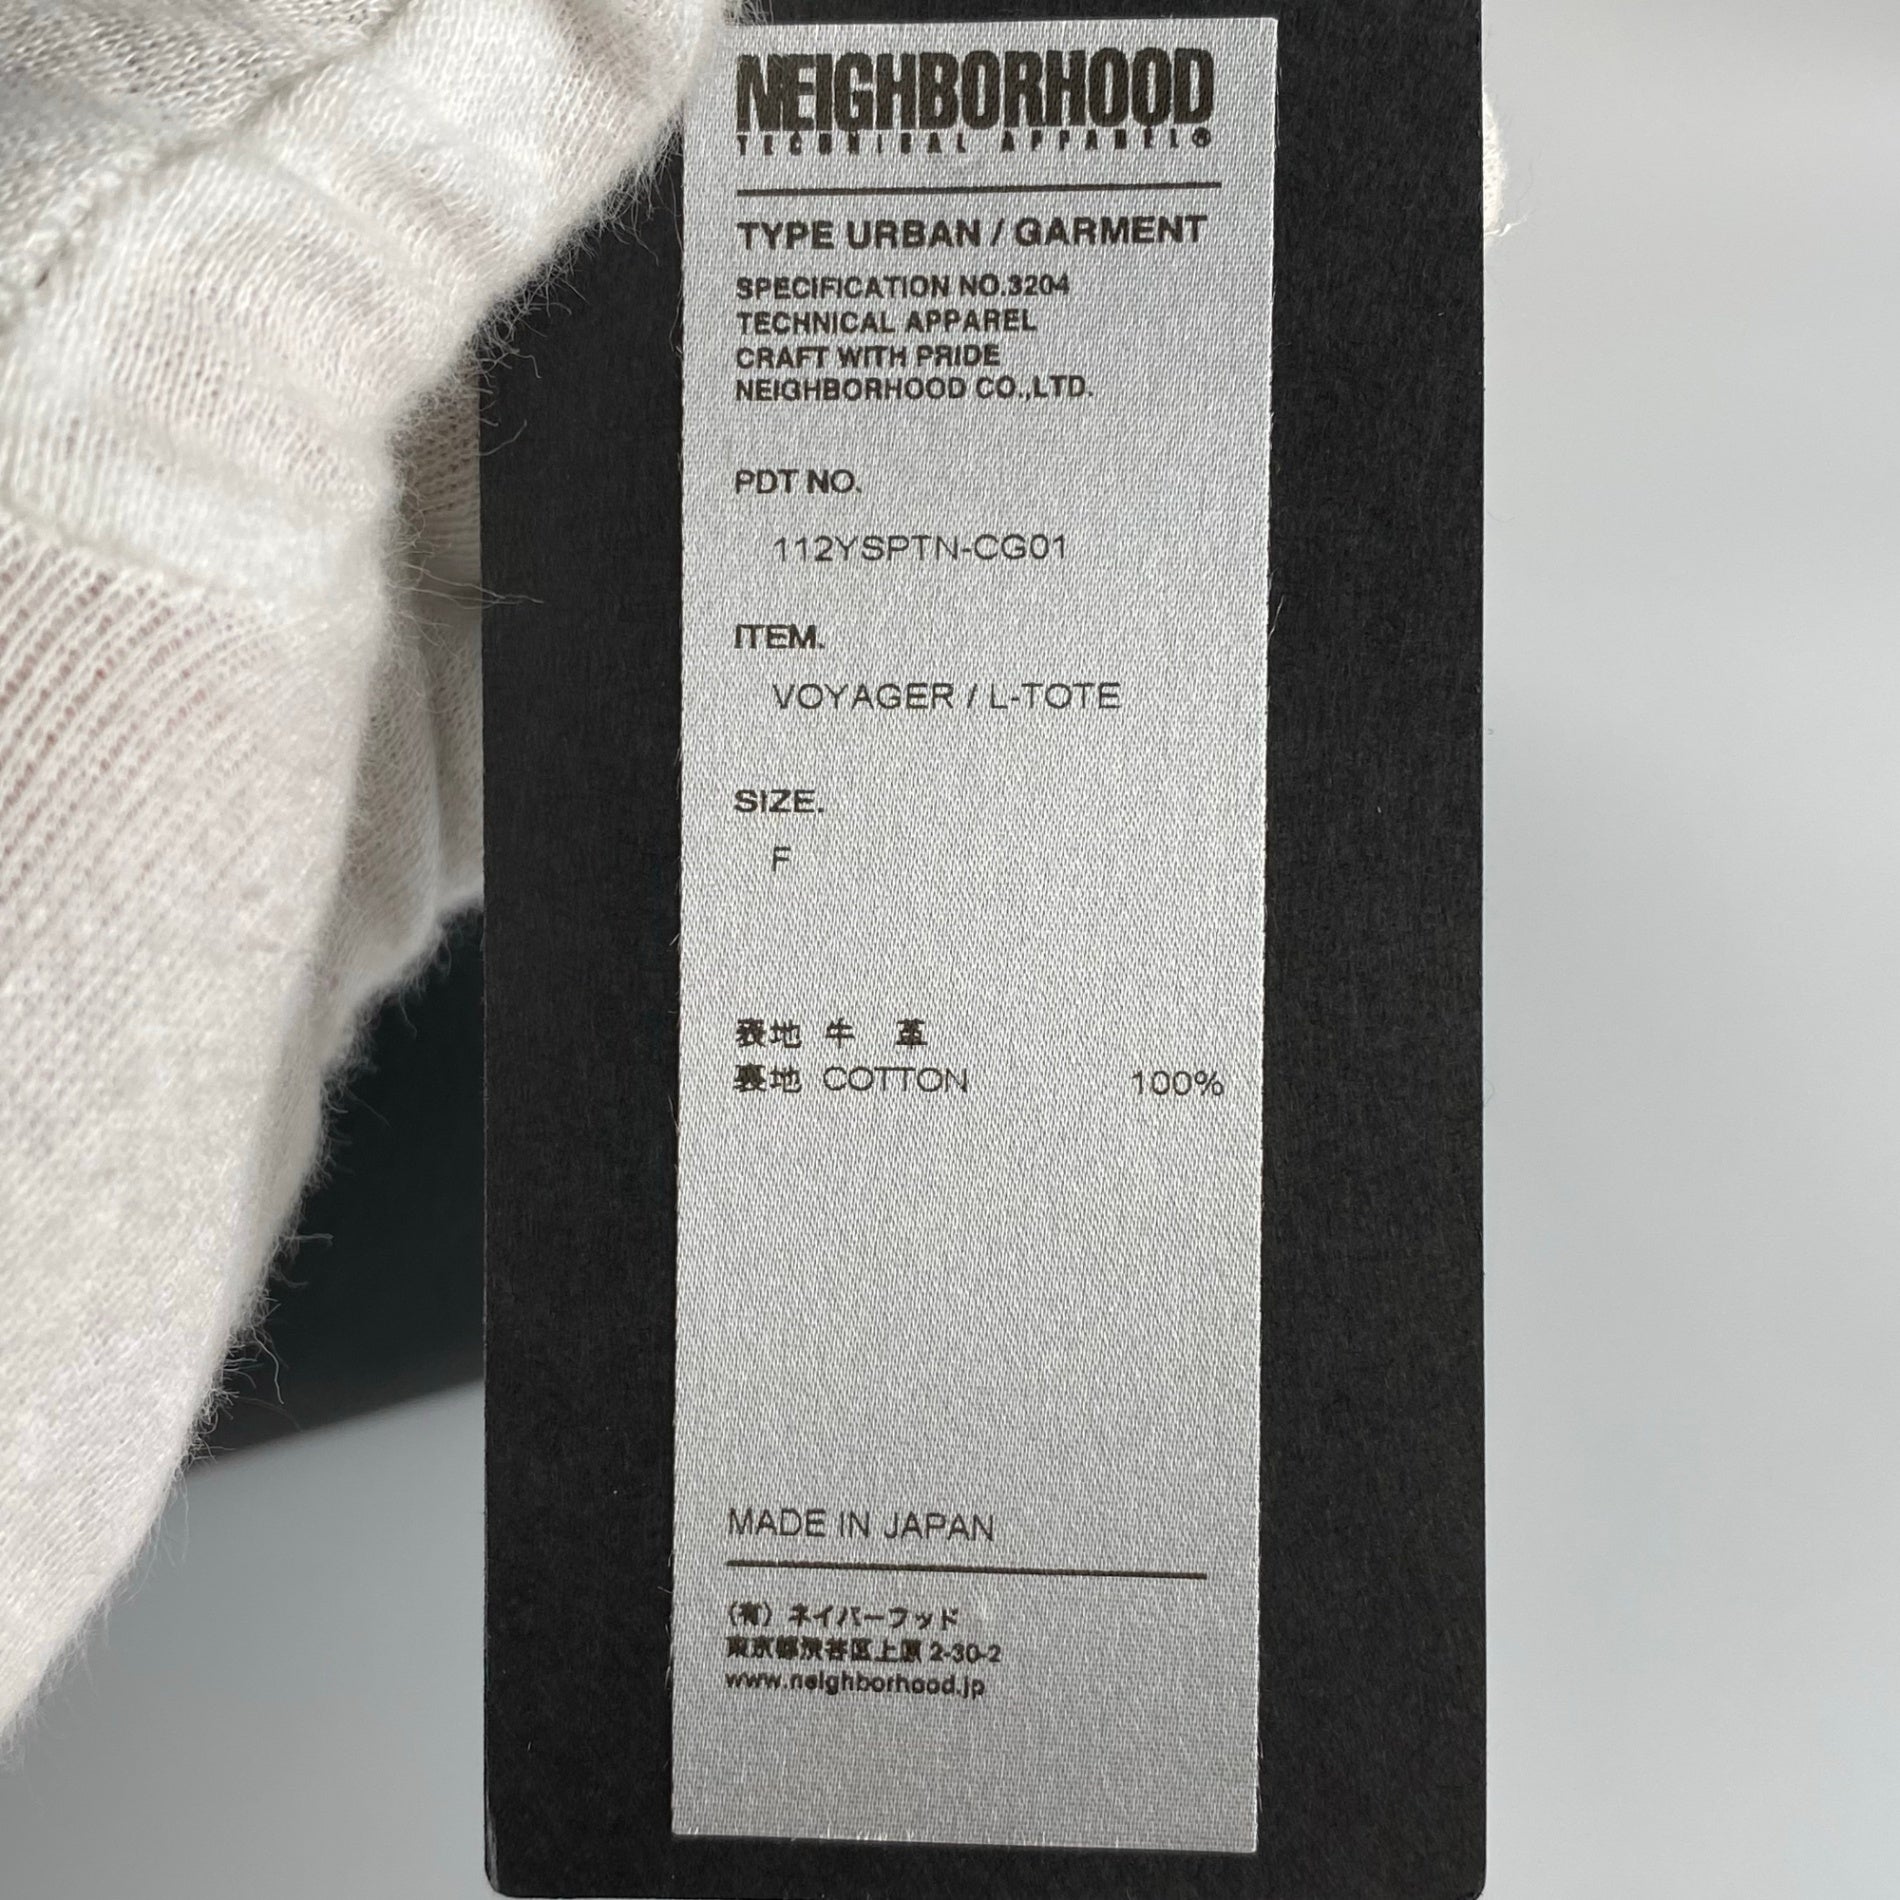 NEIGHBORHOOD
TECHNICAL APPAREL®
TYPE URBAN / GARMENT
SPECIFICATION NO.3204
TECHNICAL APPAREL
CRAFT WITH PRIDE
NEIGHBORHOOD CO.,LTD.
PDT NO.
112YSPTN-CG01
ITEM.
VOYAGER / L-TOTE
SIZE.
F
表地 牛 革
裏地 COTTON 100%
MADE IN JAPAN
(有) ネイバーフッド
東京都渋谷区上原 2-30-2
www.neighborhood.jp